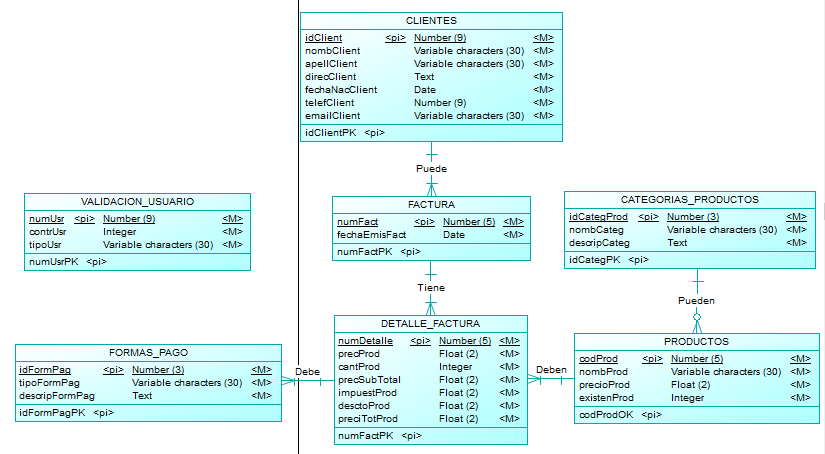 CLIENTES
idClient <pi> Number (9) <M>
nombClient Variable characters (30) <M>
apellClient Variable characters (30) <M>
direcClient Text <M>
fechaNacClient Date <M>
telefClient Number (9) <M>
emailClient Variable characters (30) <M>
idClientPK <pi>
Puede
VALIDACION_USUARIO
numUsr <pi> Number (9) <M>
contrUsr Integer <M>
tipoUsr Variable characters (30) <M>
numUsrPK <pi>
FACTURA
numFact <pi> Number (5) <M>
fechaEmisFact Date <M>
numFactPK <pi>
CATEGORIAS_PRODUCTOS
idCategProd <pi> Number (3) <M>
nombCateg Variable characters (30) <M>
descripCateg Text <M>
idCategPK <pi>
Tiene
Pueden
FORMAS_PAGO
idFormPag <pi> Number (3) <M>
tipoFormPag Variable characters (30) <M>
descripFormPag Text <M>
idFormPagPK <pi>
Debe
DETALLE_FACTURA
numDetalle <pi> Number (5) <M>
precProd Float (2) <M>
cantProd Integer <M>
precSubTotal Float (2) <M>
impuestProd Float (2) <M>
desctoProd Float (2) <M>
preciTotProd Float (2) <M>
numFactPK <pi>
Deben
PRODUCTOS
codProd <pi> Number (5) <M>
nombProd Variable characters (30) <M>
precioProd Float (2) <M>
existenProd Integer <M>
codProdOK <pi>